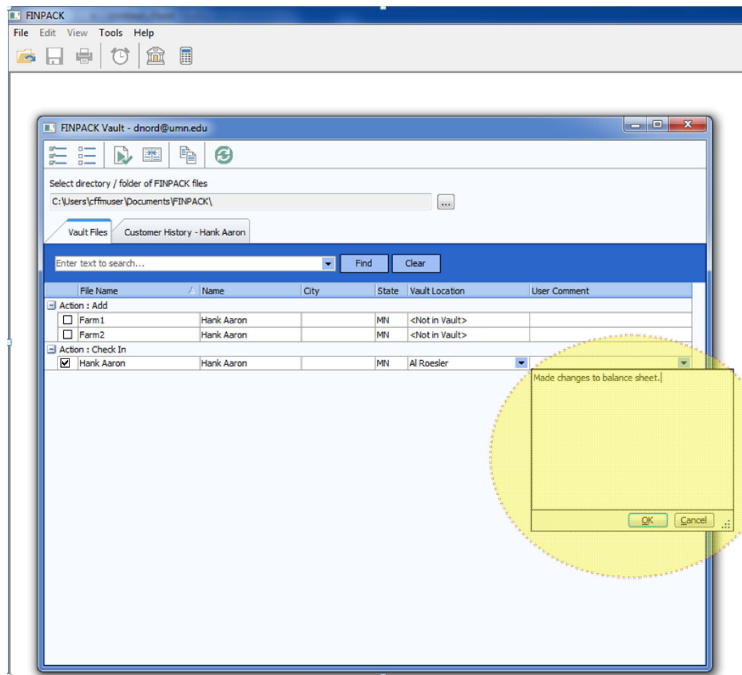 FINPACK
File Edit View Tools Help
FINPACK Vault - dnord@umn.edu
Select directory / folder of FINPACK files
C:\Users\cffmuser\Documents\FINPACK\
...
Vault Files Customer History - Hank Aaron
Enter text to search... Find Clear
File Name Name City State Vault Location User Comment
Action : Add
Farm1 Hank Aaron MN <Not in Vault>
Farm2 Hank Aaron MN <Not in Vault>
Action : Check In
Hank Aaron Hank Aaron MN Al Roesler
Made changes to balance sheet.
OK Cancel